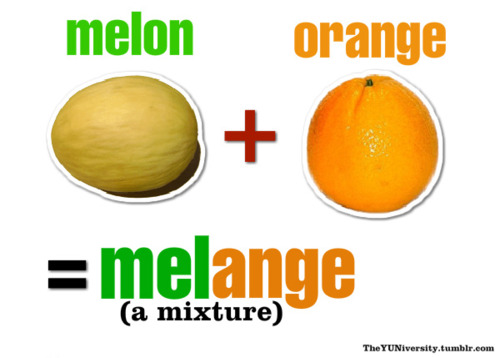 melon orange
+
= melange
(a mixture)
TheYUNiversity.tumblr.com